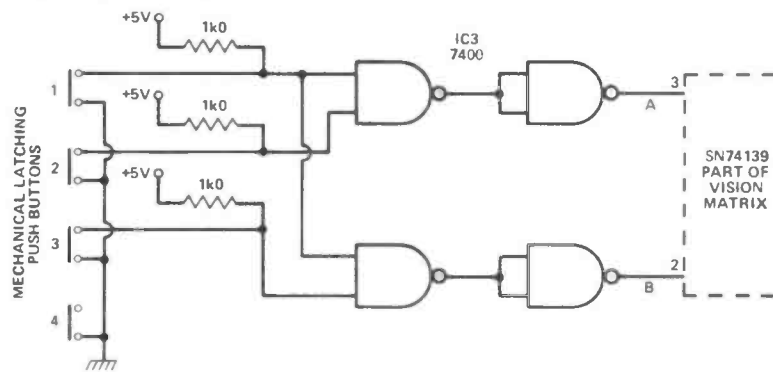 +5V
1k0
IC3
7400
1
+5V
1k0
3
A
2
+5V
1k0
SN74139
PART OF
VISION
MATRIX
MECHANICAL LATCHING
PUSH BUTTONS
3
2
B
4